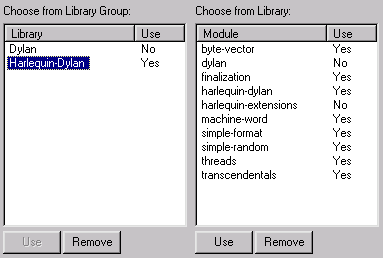 Choose from Library Group:
Library Use
Dylan No
Harlequin-Dylan Yes
Use Remove
Choose from Library:
Module Use
byte-vector Yes
dylan No
finalization Yes
harlequin-dylan Yes
harlequin-extensions No
machine-word Yes
simple-format Yes
simple-random Yes
threads Yes
transcendentals Yes
Use Remove